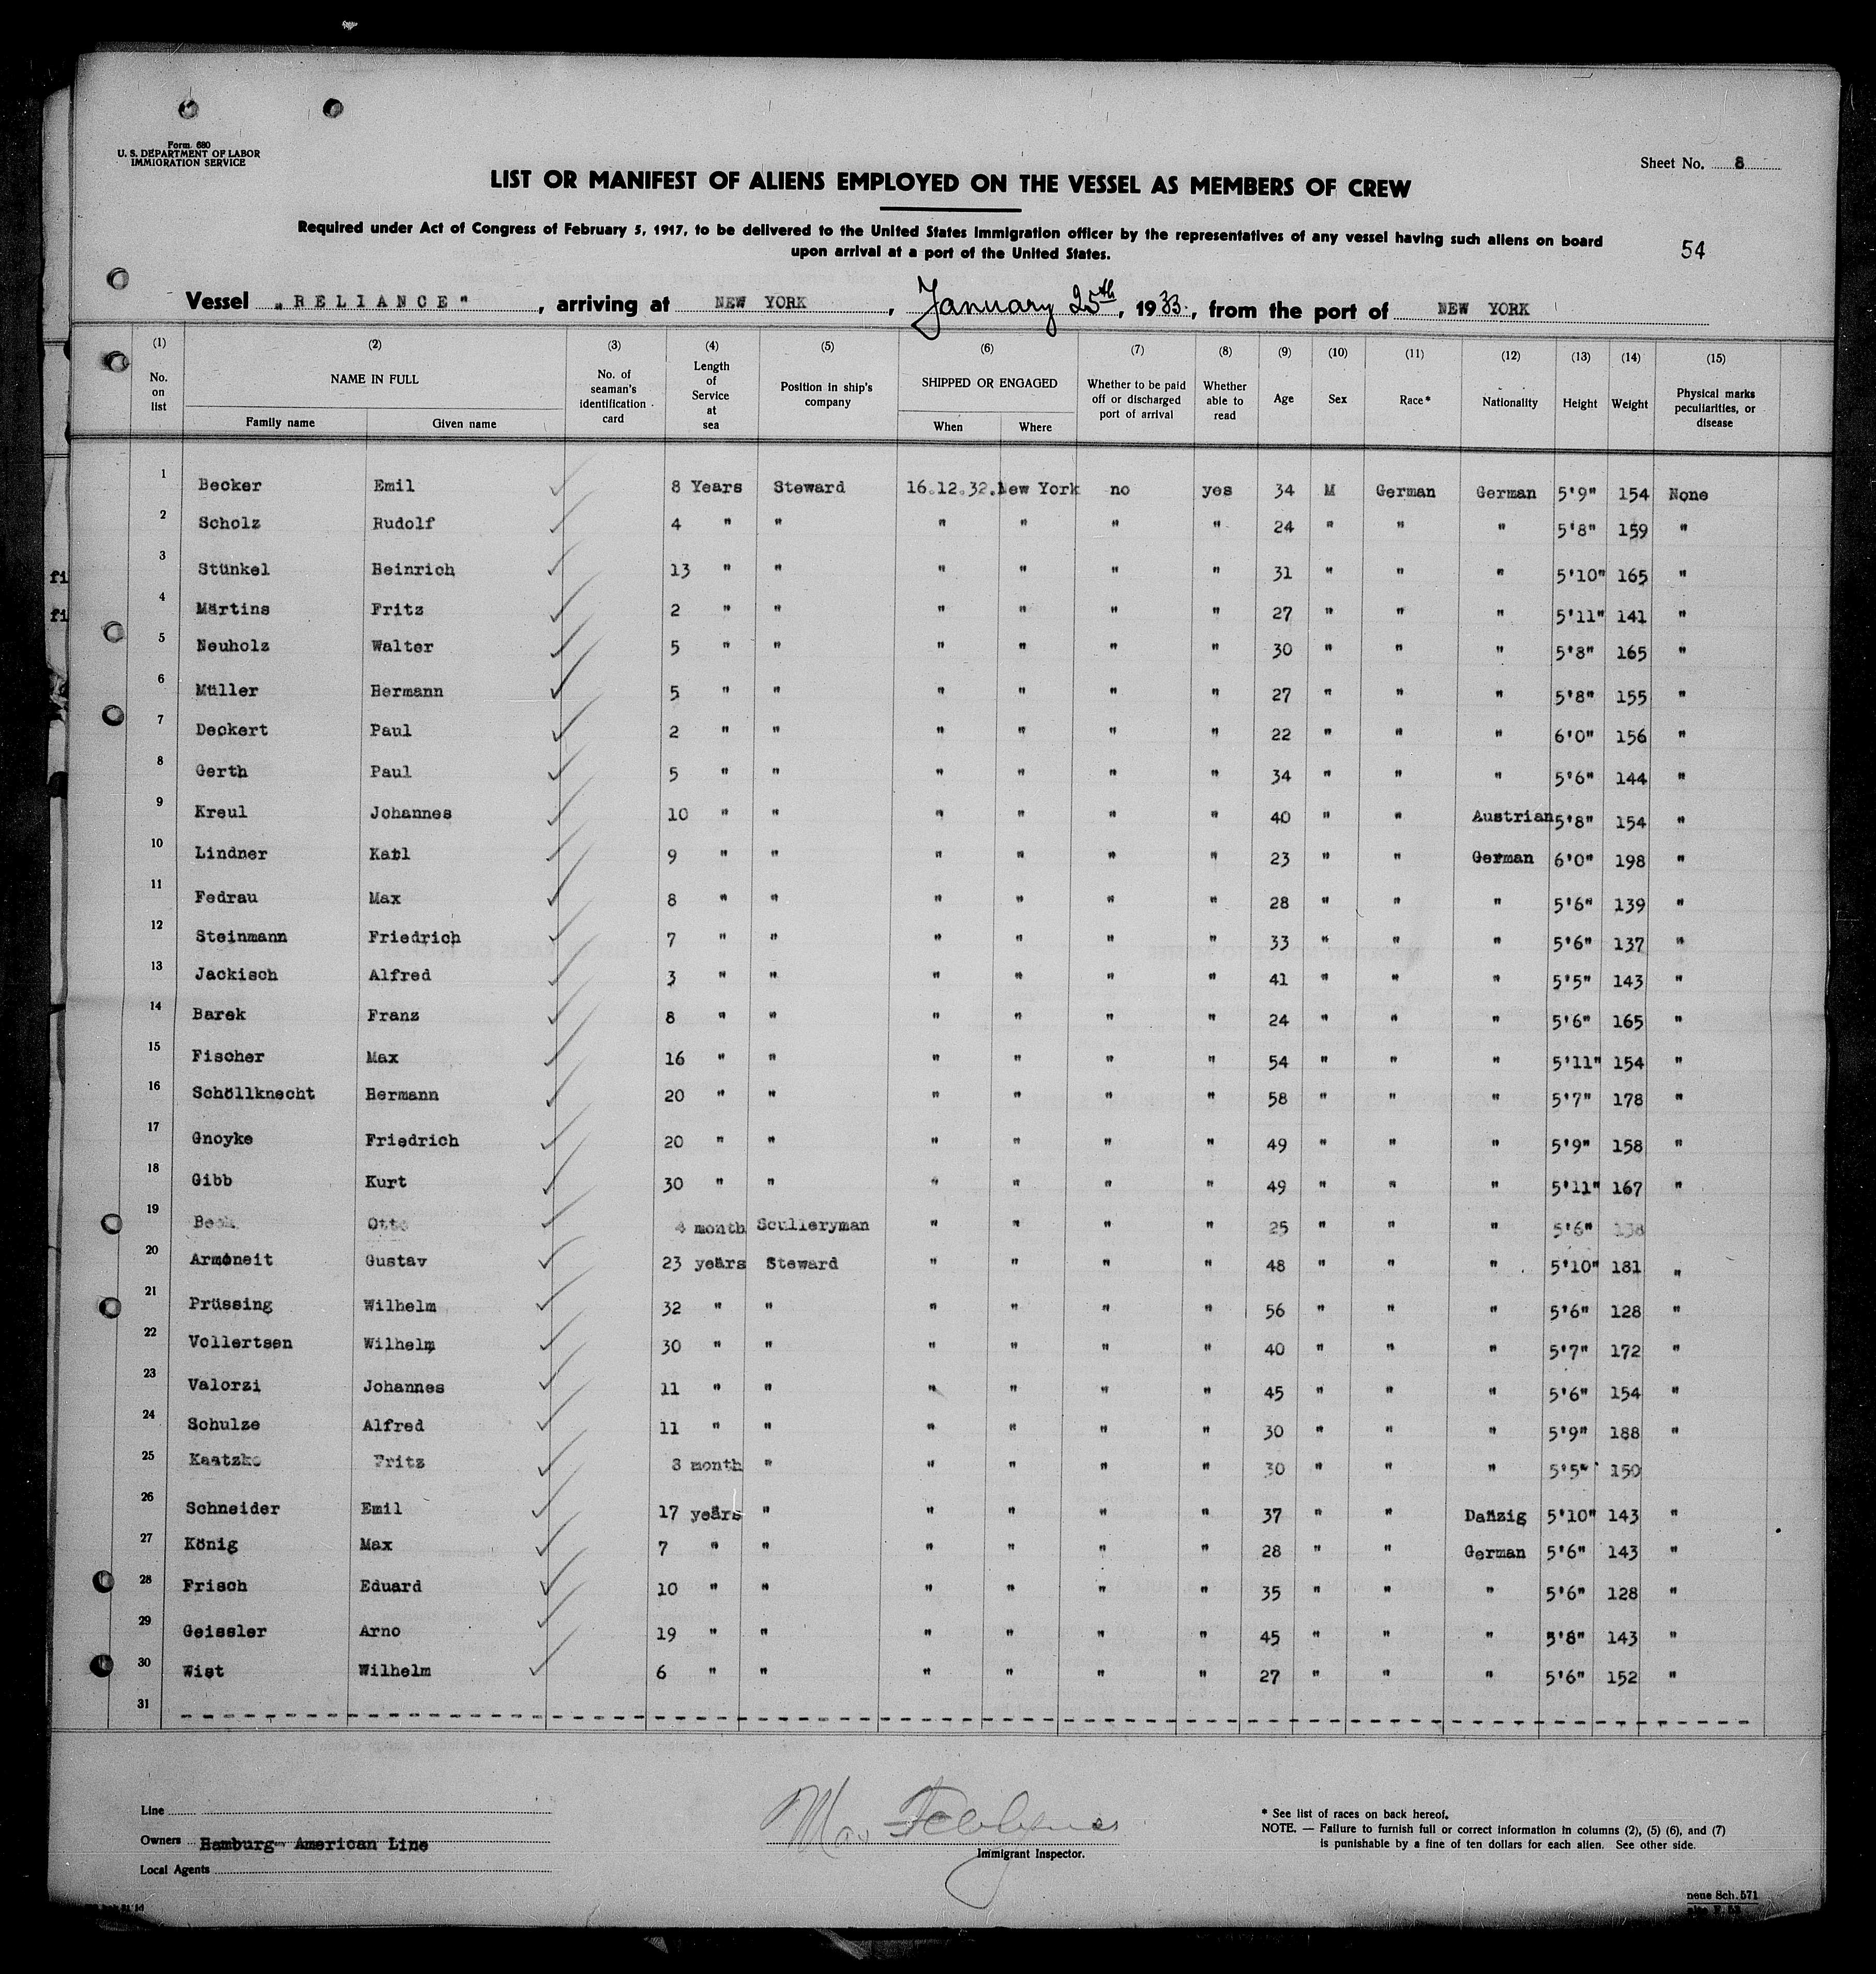 Form 680
U. S. DEPARTMENT OF LABOR
IMMIGRATION SERVICE
Sheet No. 8
LIST OR MANIFEST OF ALIENS EMPLOYED ON THE VESSEL AS MEMBERS OF CREW
Required under Act of Congress of February 5, 1917, to be delivered to the United States Immigration officer by the representatives of any vessel having such aliens on board
upon arrival at a port of the United States.
54
Vessel "RELIANCE", arriving at NEW YORK, January 25th, 1933, from the port of NEW YORK
(1) (2) (3) (4) (5) (6) (7) (8) (9) (10) (11) (12) (13) (14) (15)
No. on list NAME IN FULL Family name Given name No. of seaman's identification card Length of Service at sea Position in ship's company SHIPPED OR ENGAGED When Where Whether to be paid off or discharged port of arrival Whether able to read Age Sex Race* Nationality Height Weight Physical marks peculiarities, or disease
1 Becker Emil 8 Years Steward 16.12.32. New York no yes 34 M German German 5'9" 154 None
2 Scholz Rudolf 4 " " " " " " 24 " " " 5'8" 159 "
3 Stünkel Heinrich 13 " " " " " " 31 " " " 5'10" 165 "
4 Märtins Fritz 2 " " " " " " 27 " " " 5'11" 141 "
5 Neuholz Walter 5 " " " " " " 30 " " " 5'8" 165 "
6 Müller Hermann 5 " " " " " " 27 " " " 5'8" 155 "
7 Deckert Paul 2 " " " " " " 22 " " " 6'0" 156 "
8 Gerth Paul 5 " " " " " " 34 " " " 5'6" 144 "
9 Kreul Johannes 10 " " " " " " 40 " " Austrian 5'8" 154 "
10 Lindner Karl 9 " " " " " " 23 " " German 6'0" 198 "
11 Fedrau Max 8 " " " " " " 28 " " " 5'6" 139 "
12 Steinmann Friedrich 7 " " " " " " 33 " " " 5'6" 137 "
13 Jackisch Alfred 3 " " " " " " 41 " " " 5'5" 143 "
14 Barek Franz 8 " " " " " " 24 " " " 5'6" 165 "
15 Fischer Max 16 " " " " " " 54 " " " 5'11" 154 "
16 Schöllknecht Hermann 20 " " " " " " 58 " " " 5'7" 178 "
17 Gnoyke Friedrich 20 " " " " " " 49 " " " 5'9" 158 "
18 Gibb Kurt 30 " " " " " " 49 " " " 5'11" 167 "
19 Otto 4 month Sculleryman " " " " 25 " " " 5'6" 138
20 Armoneit Gustav 23 years Steward " " " " 48 " " " 5'10" 181 "
21 Prüssing Wilhelm 32 " " " " " " 56 " " " 5'6" 128 "
22 Vollertsen Wilhelm 30 " " " " " " 40 " " " 5'7" 172 "
23 Valorzi Johannes 11 " " " " " " 45 " " " 5'6" 154 "
24 Schulze Alfred 11 " " " " " " 30 " " " 5'9" 188 "
25 Kaatzke Fritz 8 month " " " " " 30 " " " 5'5" 150
26 Schneider Emil 17 years " " " " " 37 " " Danzig 5'10" 143 "
27 König Max 7 " " " " " " 28 " " German 5'6" 143 "
28 Frisch Eduard 10 " " " " " " 35 " " " 5'6" 128 "
29 Geissler Arno 19 " " " " " " 45 " " " 5'8" 143 "
30 Wist Wilhelm 6 " " " " " " 27 " " " 5'6" 152 "
31
Line
Owners Hamburg American Line
Local Agents
Immigrant Inspector.
* See list of races on back hereof.
NOTE. — Failure to furnish full or correct information in columns (2), (5) (6), and (7)
is punishable by a fine of ten dollars for each alien. See other side.
neue Sch. 571